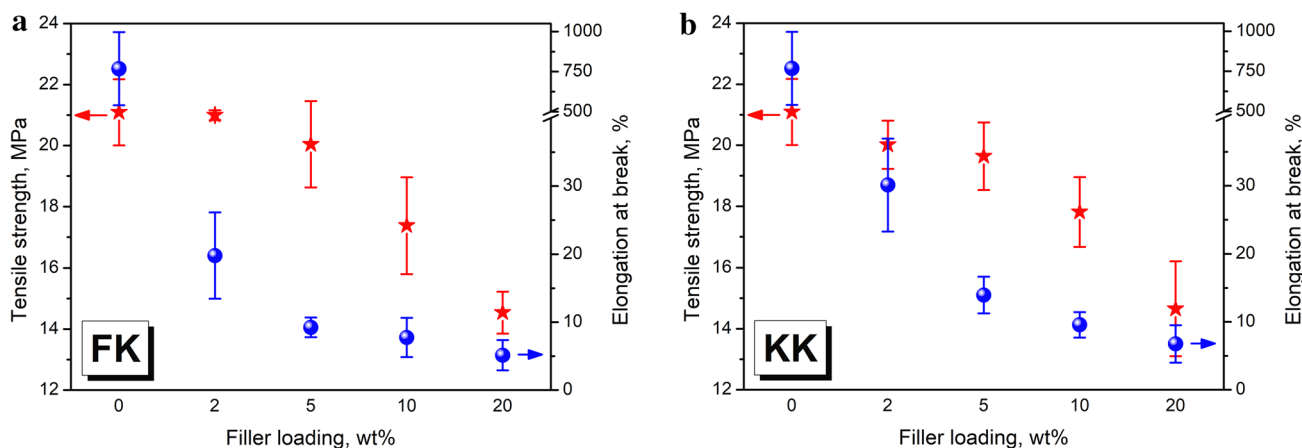 a
24
22
20
18
16
14
12
Tensile strength, MPa
1000
750
500
30
20
10
0
Elongation at break, %
FK
0 2 5 10 20
Filler loading, wt%
b
24
22
20
18
16
14
12
Tensile strength, MPa
1000
750
500
30
20
10
0
Elongation at break, %
KK
0 2 5 10 20
Filler loading, wt%